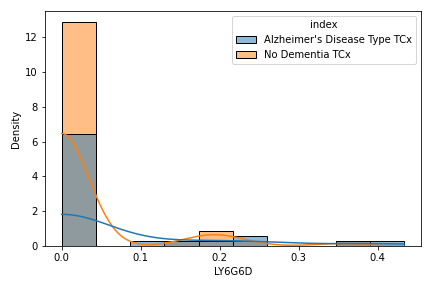 index
Alzheimer's Disease Type TCx
No Dementia TCx
12
10
8
6
4
2
0
Density
0.0 0.1 0.2 0.3 0.4
LY6G6D